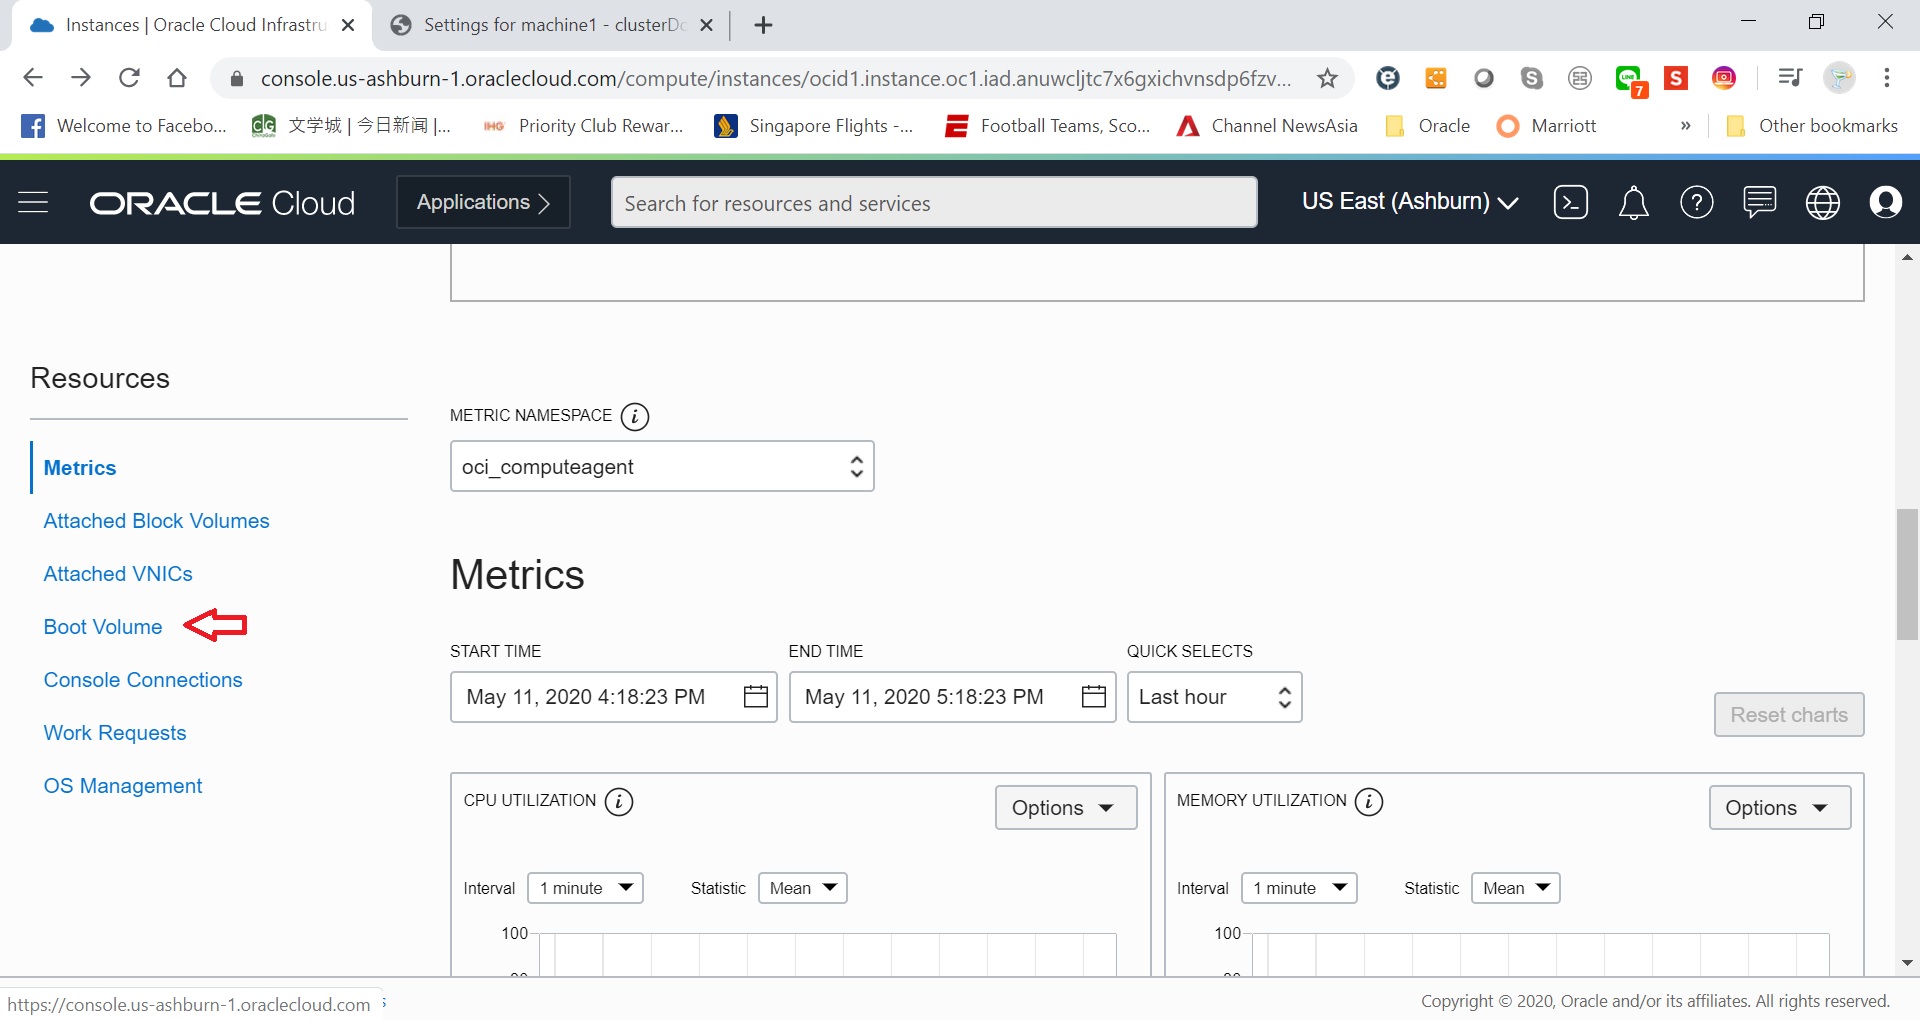 Instances | Oracle Cloud Infrastru
Settings for machine1 - clusterDo
console.us-ashburn-1.oraclecloud.com/compute/instances/ocid1.instance.oc1.iad.anuwcljtc7x6gxichvnsdp6fzv...
7
Welcome to Facebo...
文学城 | 今日新闻 |...
IHG
Priority Club Rewar...
Singapore Flights -...
Football Teams, Sco...
Channel NewsAsia
Oracle
Marriott
»
Other bookmarks
ORACLE Cloud
Applications
Search for resources and services
US East (Ashburn)
Resources
Metrics
Attached Block Volumes
Attached VNICs
Boot Volume
Console Connections
Work Requests
OS Management
METRIC NAMESPACE
oci_computeagent
Metrics
START TIME
END TIME
QUICK SELECTS
May 11, 2020 4:18:23 PM
May 11, 2020 5:18:23 PM
Last hour
Reset charts
CPU UTILIZATION
Options
Interval
1 minute
Statistic
Mean
100
MEMORY UTILIZATION
Options
Interval
1 minute
Statistic
Mean
100
https://console.us-ashburn-1.oraclecloud.com
Copyright © 2020, Oracle and/or its affiliates. All rights reserved.